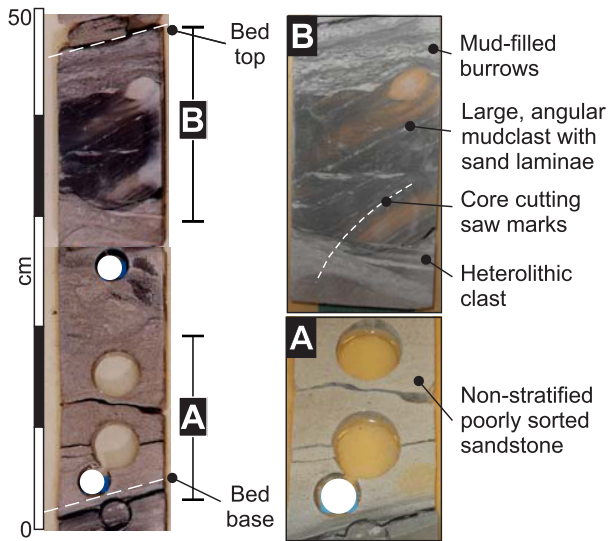 50
cm
0
Bed
top
B
A
Bed
base
B
Mud-filled
burrows
Large, angular
mudclast with
sand laminae
Core cutting
saw marks
Heterolithic
clast
A
Non-stratified
poorly sorted
sandstone